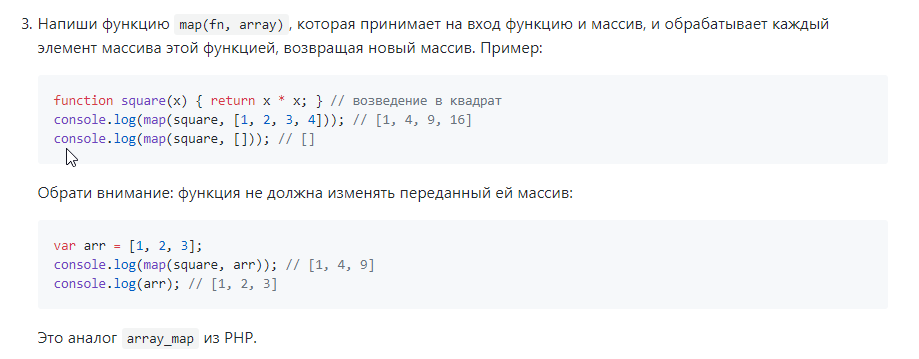 3. Напиши функцию map(fn, array), которая принимает на вход функцию и массив, и обрабатывает каждый
элемент массива этой функцией, возвращая новый массив. Пример:
function square(x) { return x * x; } // возведение в квадрат
console.log(map(square, [1, 2, 3, 4])); // [1, 4, 9, 16]
console.log(map(square, [])); // []
Обрати внимание: функция не должна изменять переданный ей массив:
var arr = [1, 2, 3];
console.log(map(square, arr)); // [1, 4, 9]
console.log(arr); // [1, 2, 3]
Это аналог array_map из PHP.